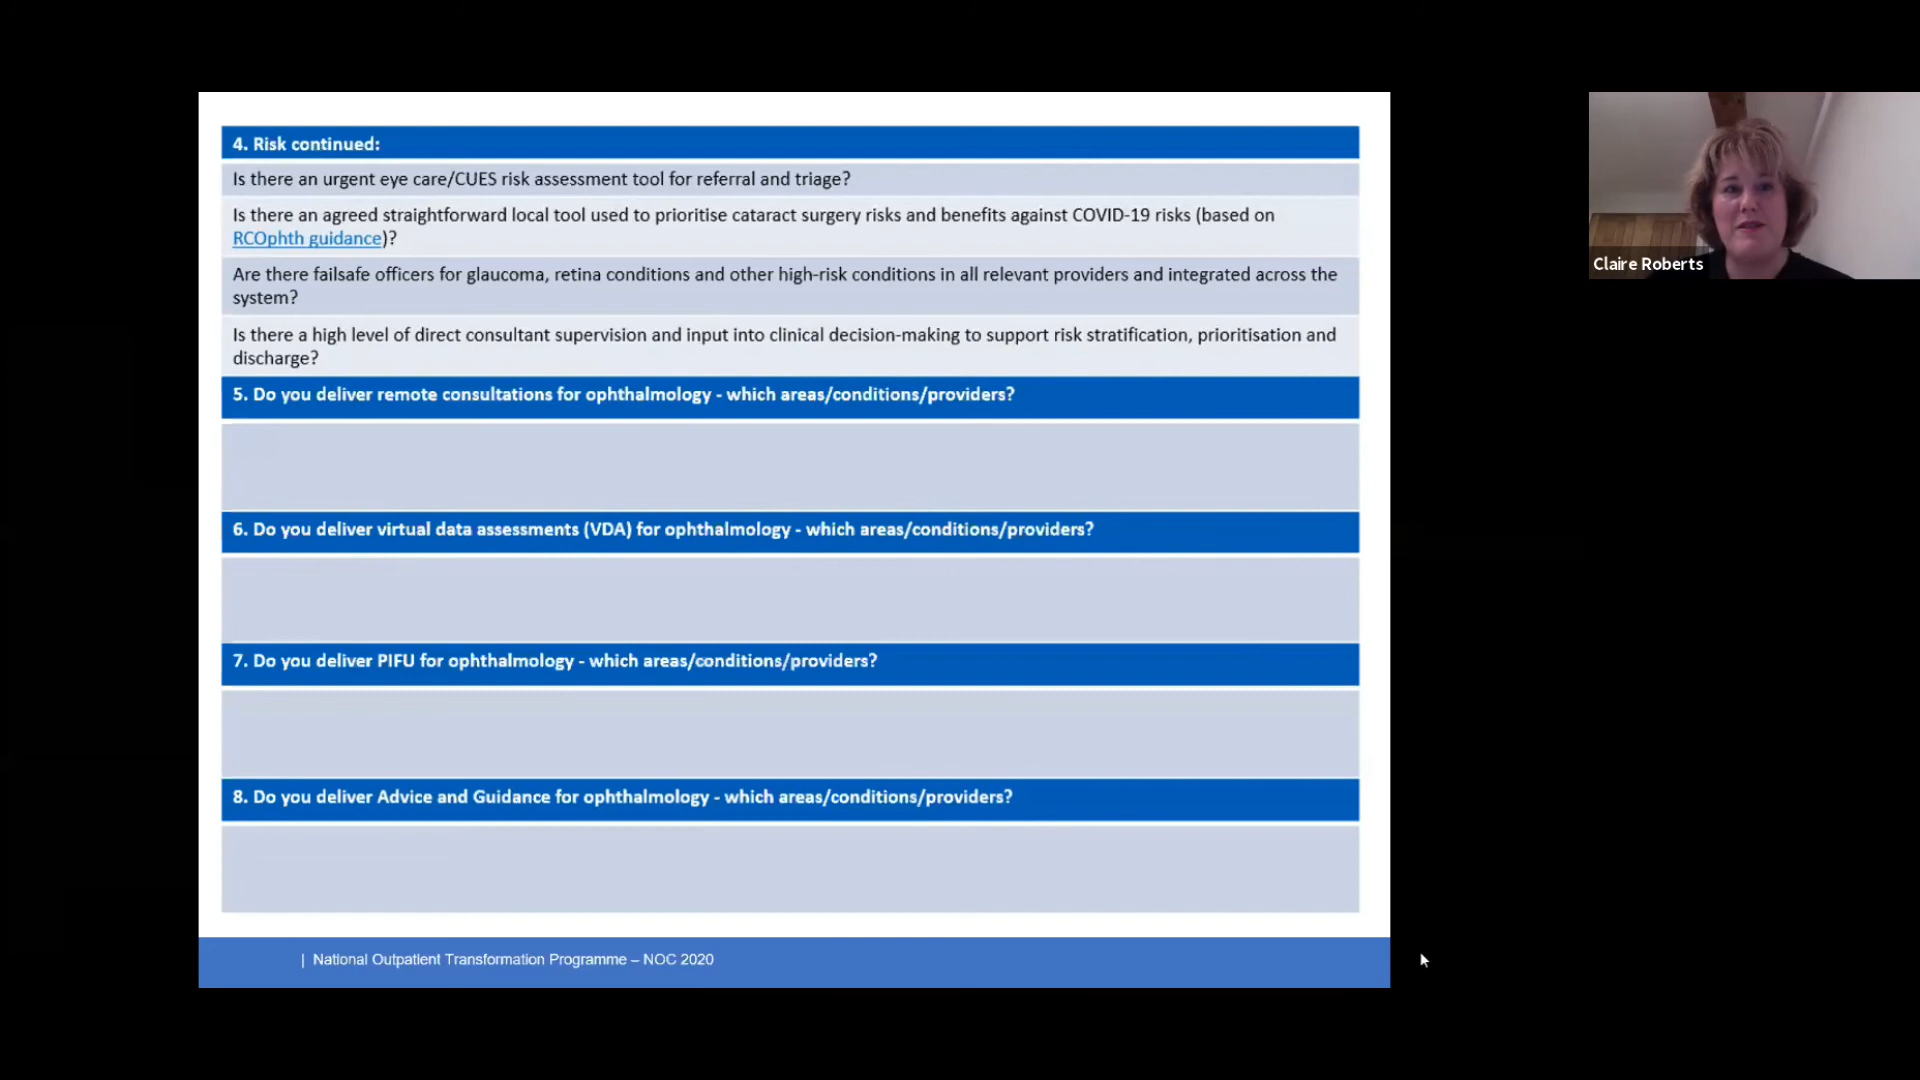 4. Risk continued:
Is there an urgent eye care/CUES risk assessment tool for referral and triage?
Is there an agreed straightforward local tool used to prioritise cataract surgery risks and benefits against COVID-19 risks (based on
RCOphth guidance)?
Are there failsafe officers for glaucoma, retina conditions and other high-risk conditions in all relevant providers and integrated across the
system?
Is there a high level of direct consultant supervision and input into clinical decision-making to support risk stratification, prioritisation and
discharge?
5. Do you deliver remote consultations for ophthalmology - which areas/conditions/providers?
6. Do you deliver virtual data assessments (VDA) for ophthalmology - which areas/conditions/providers?
7. Do you deliver PIFU for ophthalmology - which areas/conditions/providers?
8. Do you deliver Advice and Guidance for ophthalmology - which areas/conditions/providers?
| National Outpatient Transformation Programme – NOC 2020
Claire Roberts